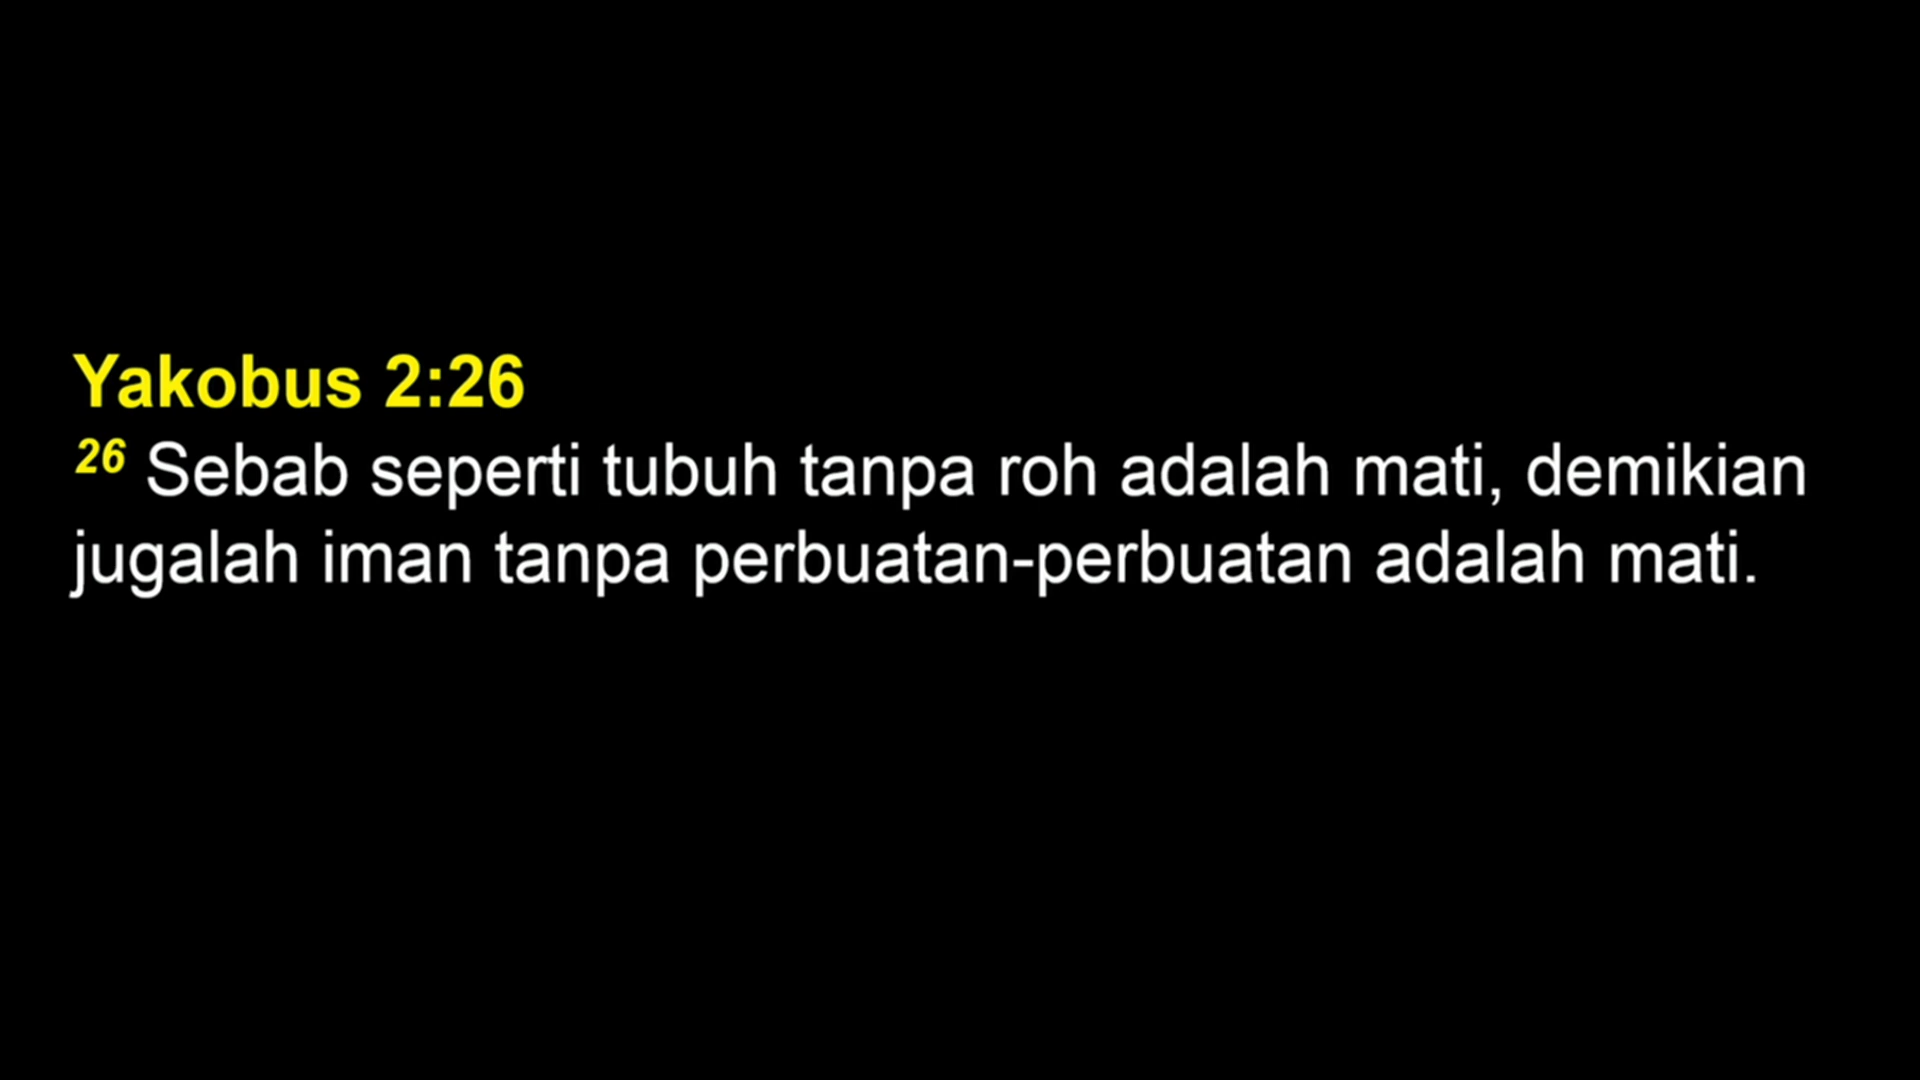 Yakobus 2:26
26 Sebab seperti tubuh tanpa roh adalah mati, demikian
jugalah iman tanpa perbuatan-perbuatan adalah mati.